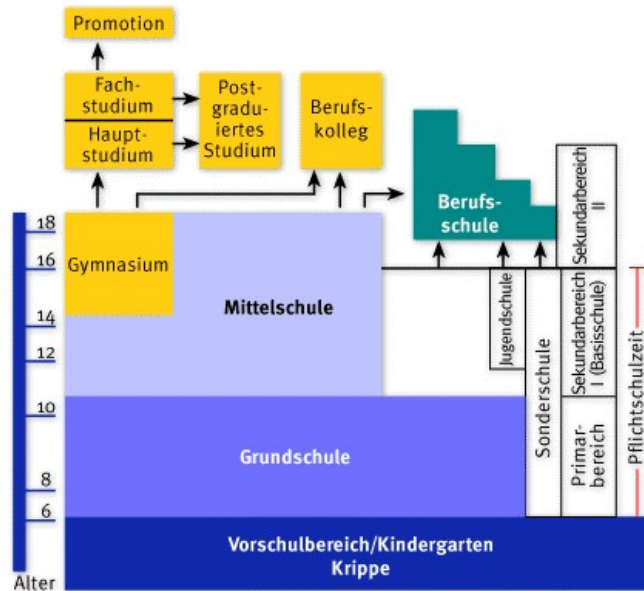 Promotion
Fach-
studium
Haupt-
studium
Post-
gradu-
iertes
Studium
Berufs-
kolleg
Berufs-
schule
Sekundarbereich
II
18
16
14
12
10
8
6
Alter
Gymnasium
Mittelschule
Jugendschule
Sonderschule
Sekundarbereich
I (Basisschule)
Primar-
bereich
Pflichtschulzeit
Grundschule
Vorschulbereich/Kindergarten
Krippe